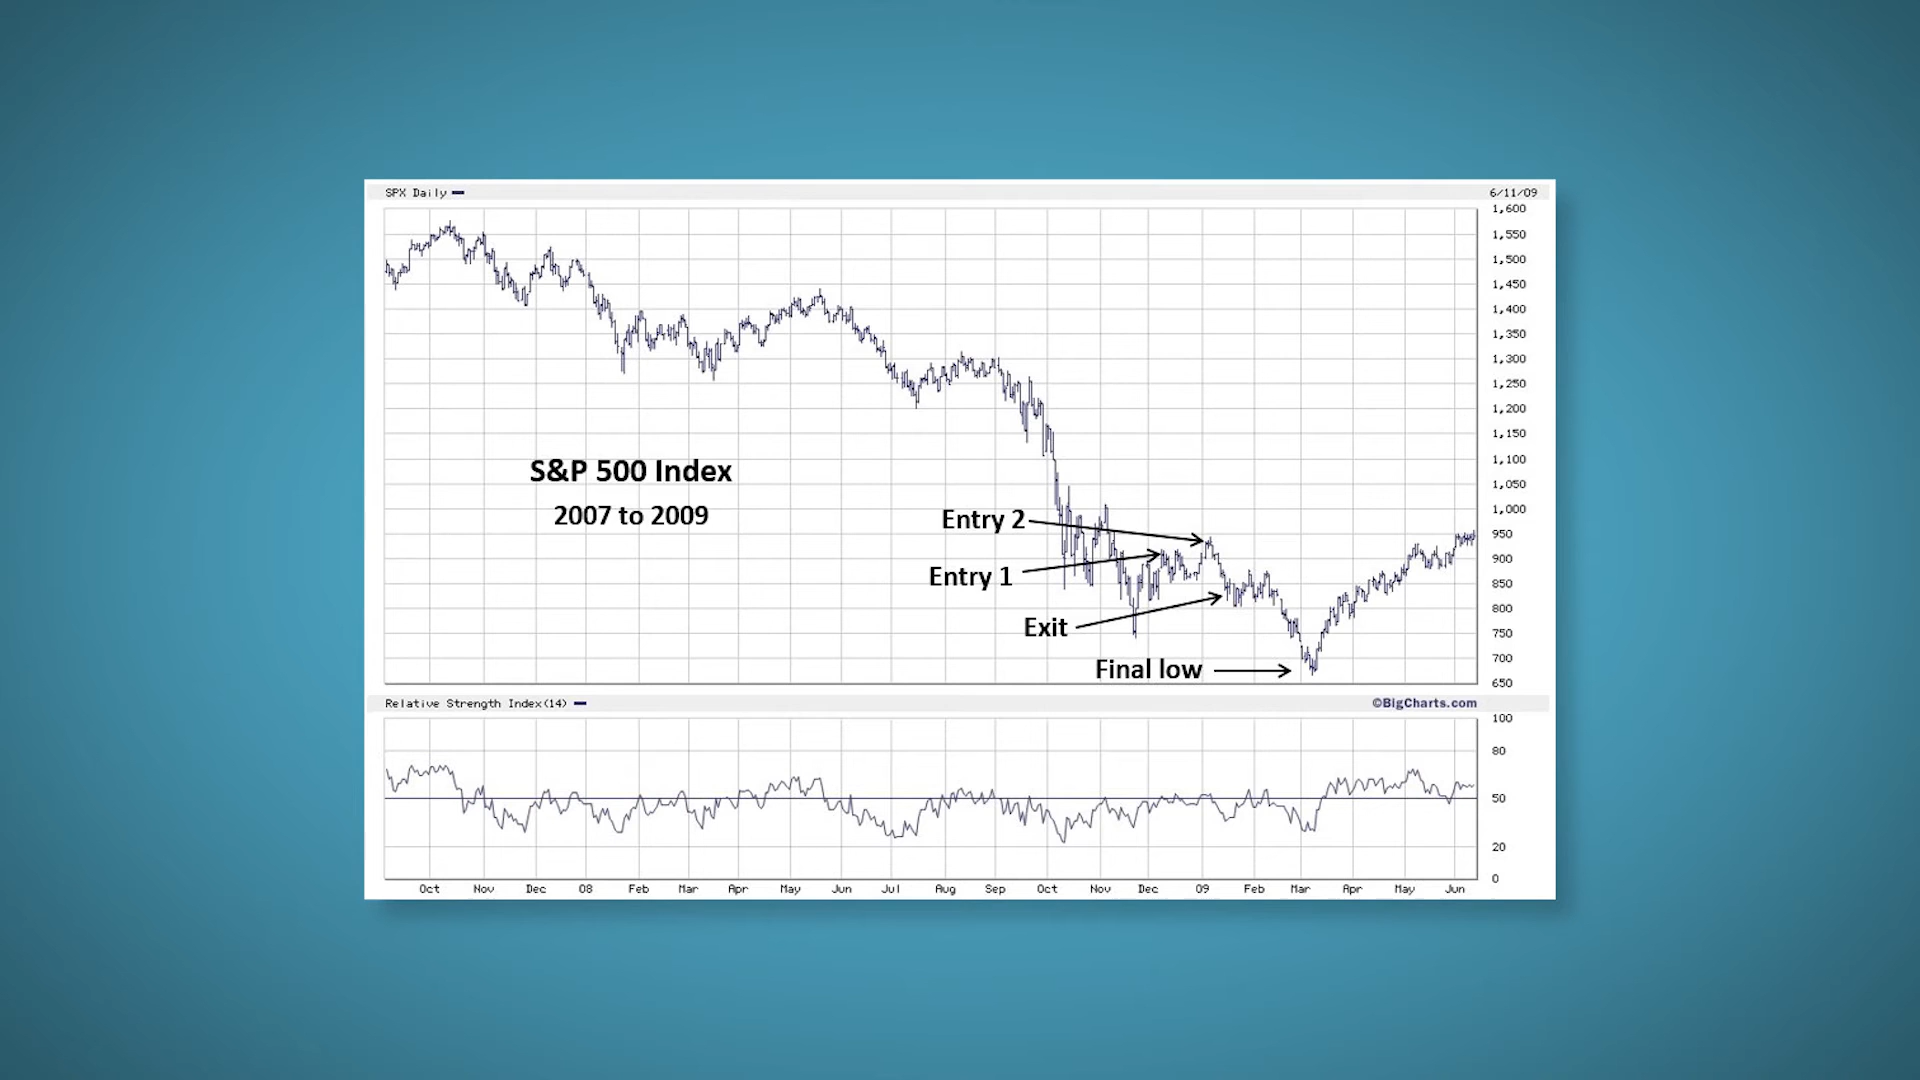 SPX Daily
6/11/09
1,600
1,550
1,500
1,450
1,400
1,350
1,300
1,250
1,200
1,150
1,100
1,050
1,000
950
900
850
800
750
700
650
S&P 500 Index
2007 to 2009
Entry 2
Entry 1
Exit
Final low
Relative Strength Index(14)
©BigCharts.com
100
80
50
20
0
Oct Nov Dec 08 Feb Mar Apr May Jun Jul Aug Sep Oct Nov Dec 09 Feb Mar Apr May Jun